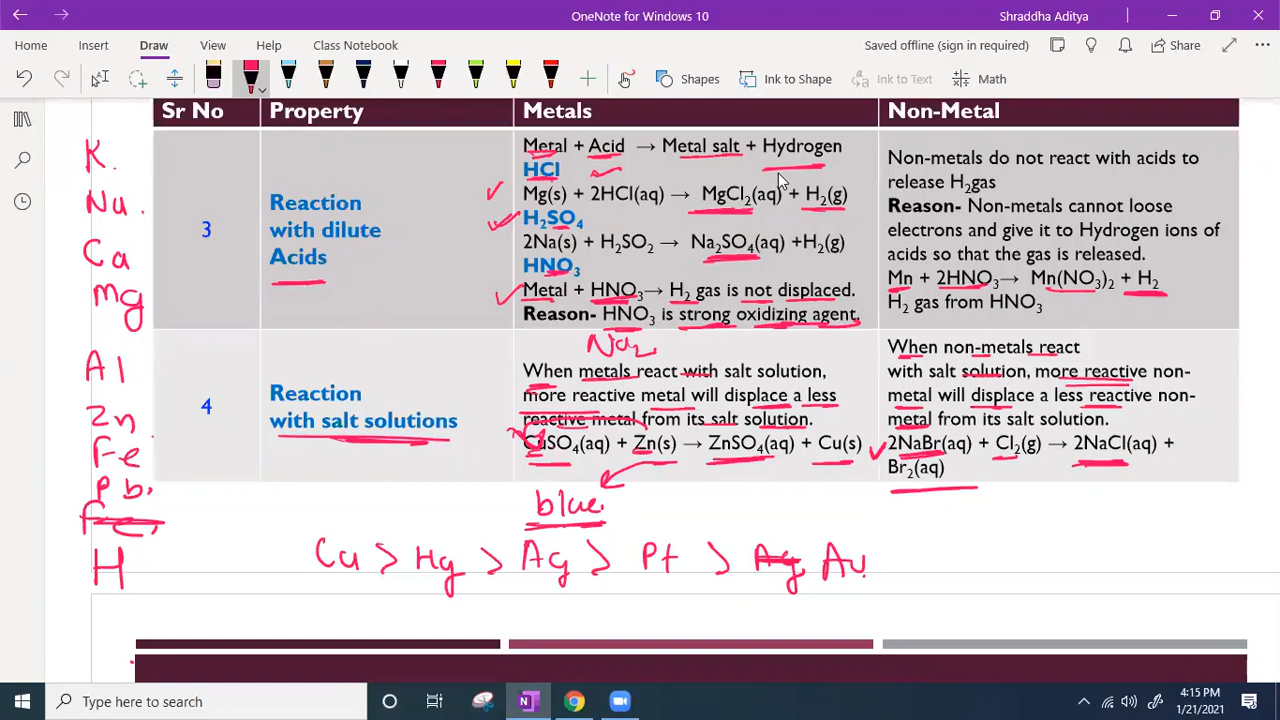 OneNote for Windows 10
Shraddha Aditya
Home Insert Draw View Help Class Notebook
Saved offline (sign in required)
Share
Shapes
Ink to Shape
Ink to Text
Math
Sr No Property Metals Non-Metal
3
Reaction
with dilute
Acids
Metal + Acid → Metal salt + Hydrogen
HCl
Mg(s) + 2HCl(aq) → MgCl₂(aq) + H₂(g)
H₂SO₄
2Na(s) + H₂SO₂ → Na₂SO₄(aq) +H₂(g)
HNO₃
Metal + HNO₃→ H₂ gas is not displaced.
Reason- HNO₃ is strong oxidizing agent.
Non-metals do not react with acids to
release H₂gas
Reason- Non-metals cannot loose
electrons and give it to Hydrogen ions of
acids so that the gas is released.
Mn + 2HNO₃→ Mn(NO₃)₂ + H₂
H₂ gas from HNO₃
4
Reaction
with salt solutions
When metals react with salt solution,
more reactive metal will displace a less
reactive metal from its salt solution.
CuSO₄(aq) + Zn(s) → ZnSO₄(aq) + Cu(s)
When non-metals react
with salt solution, more reactive non-
metal will displace a less reactive non-
metal from its salt solution.
2NaBr(aq) + Cl₂(g) → 2NaCl(aq) +
Br₂(aq)
K.
Na.
Ca
Mg
Al
Zn
Fe
Pb.
H
blue.
Cu > Hg > Ag > Pt > Ag Au
Type here to search
4:15 PM
1/21/2021